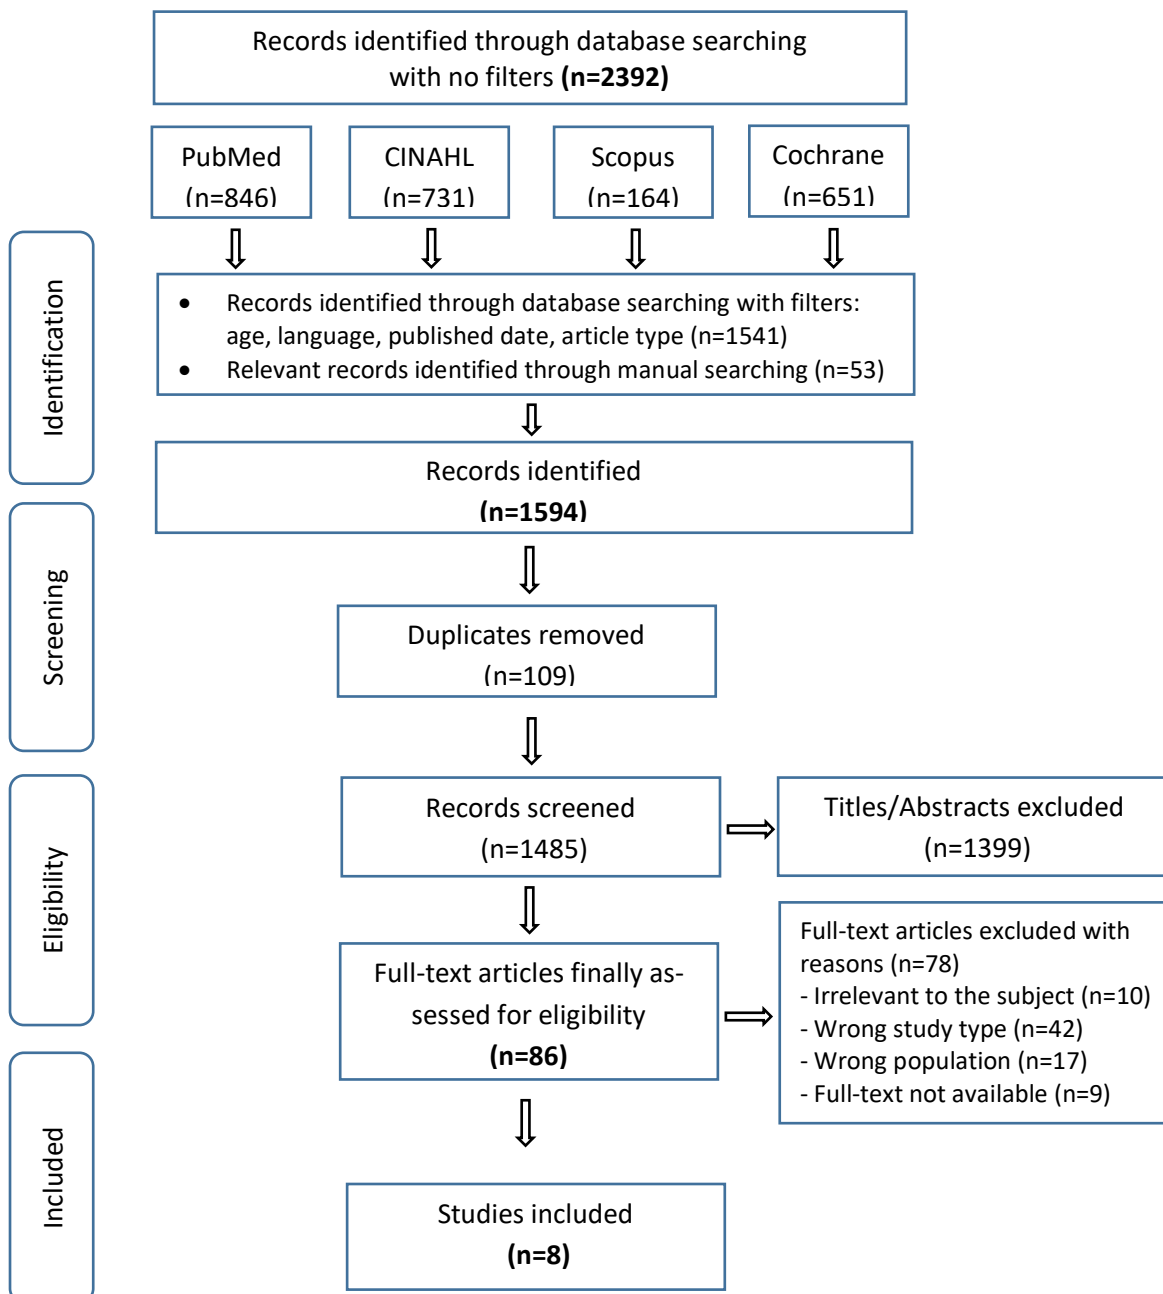 Records identified through database searching
with no filters (n=2392)
PubMed
(n=846)
CINAHL
(n=731)
Scopus
(n=164)
Cochrane
(n=651)
Identification
• Records identified through database searching with filters:
age, language, published date, article type (n=1541)
• Relevant records identified through manual searching (n=53)
Records identified
(n=1594)
Screening
Duplicates removed
(n=109)
Eligibility
Records screened
(n=1485)
Titles/Abstracts excluded
(n=1399)
Full-text articles finally as-
sessed for eligibility
(n=86)
Full-text articles excluded with
reasons (n=78)
- Irrelevant to the subject (n=10)
- Wrong study type (n=42)
- Wrong population (n=17)
- Full-text not available (n=9)
Included
Studies included
(n=8)